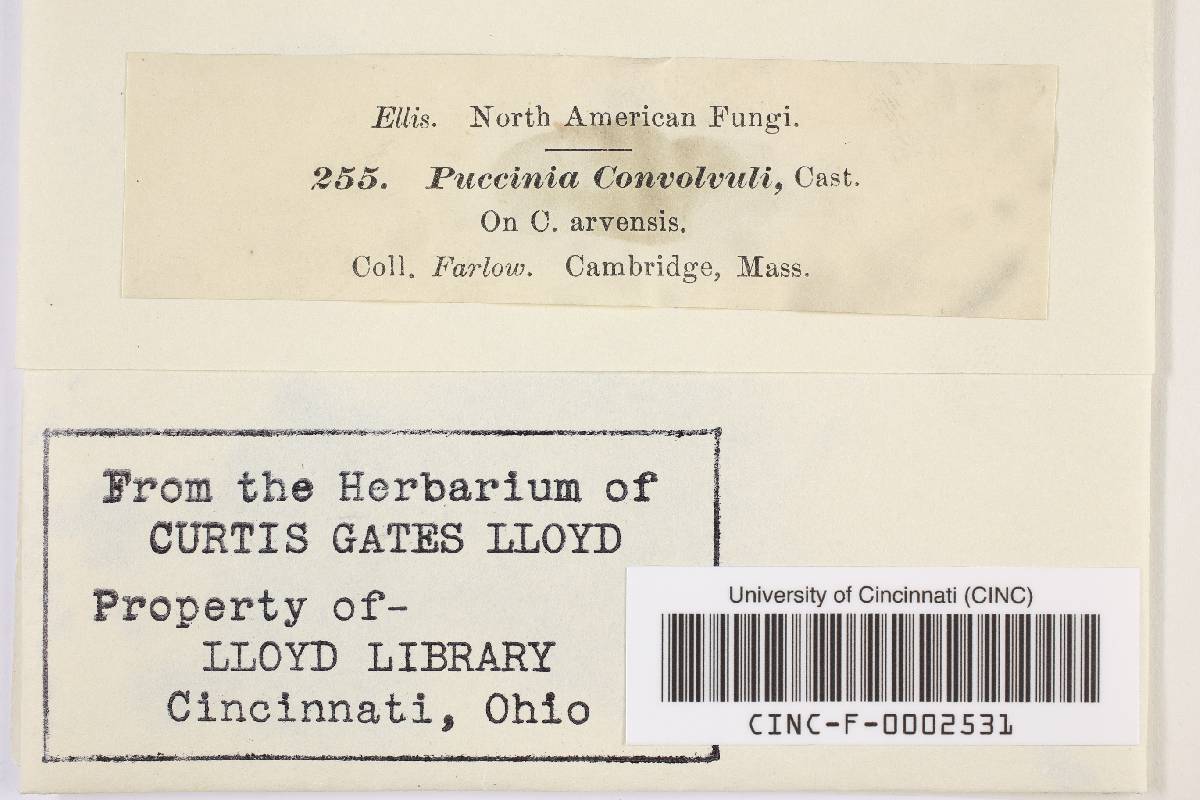 Ellis. North American Fungi.
255. Puccinia Convolvuli, Cast.
On C. arvensis.
Coll. Farlow. Cambridge, Mass.
From the Herbarium of
CURTIS GATES LLOYD
Property of-
LLOYD LIBRARY
Cincinnati, Ohio
University of Cincinnati (CINC)
CINC-F-0002531